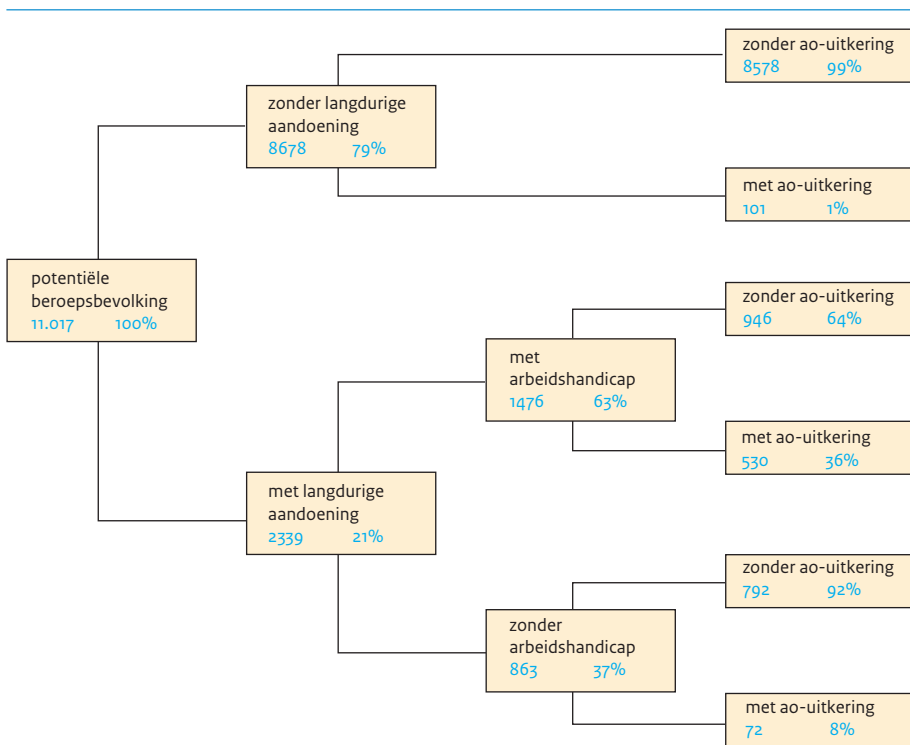 zonder ao-uitkering
8578 99%
zonder langdurige
aandoening
8678 79%
met ao-uitkering
101 1%
potentiële
beroepsbevolking
11.017 100%
zonder ao-uitkering
946 64%
met
arbeidshandicap
1476 63%
met ao-uitkering
530 36%
met langdurige
aandoening
2339 21%
zonder ao-uitkering
792 92%
zonder
arbeidshandicap
863 37%
met ao-uitkering
72 8%